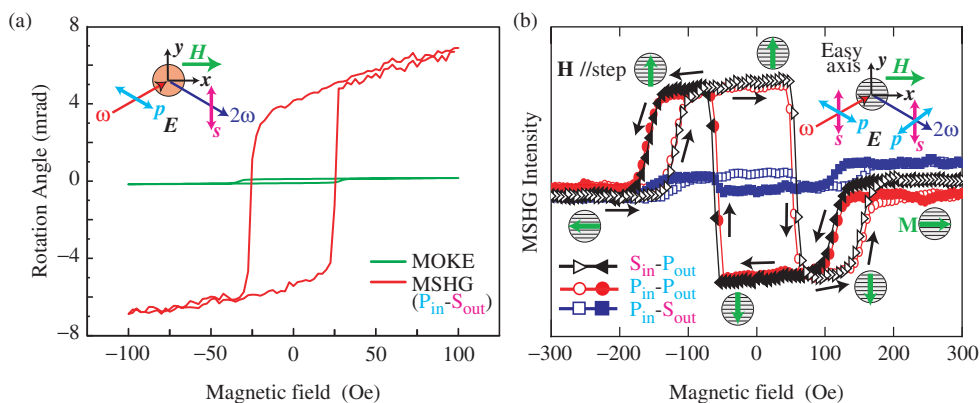 (a)
8
4
0
−4
−8
Rotation Angle (mrad)
−100
−50
0
50
100
Magnetic field (Oe)
y
H
x
ω
p
E
s
2ω
MOKE
MSHG
(Pin-Sout)
(b)
MSHG Intensity
H //step
Easy
axis
y
H
x
ω
s
E
p
s
2ω
M
Sin-Pout
Pin-Pout
Pin-Sout
−300
−200
−100
0
100
200
300
Magnetic field (Oe)